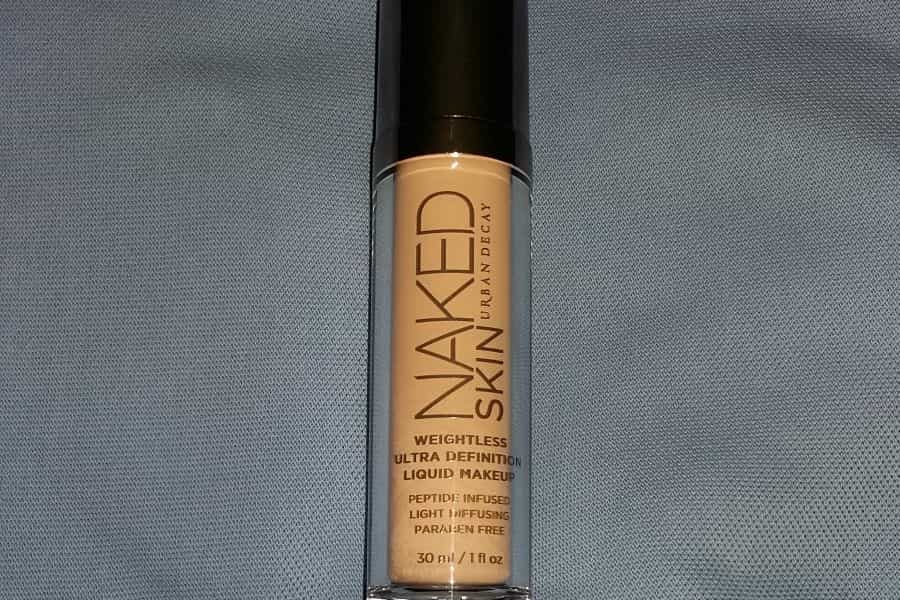 NAKED
SKIN URBAN DECAY
WEIGHTLESS
ULTRA DEFINITION
LIQUID MAKEUP
PEPTIDE INFUSED
LIGHT DIFFUSING
PARABEN FREE
30 ml / 1 fl oz